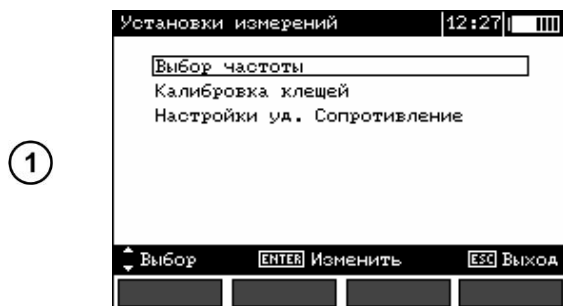 Установки измерений 12:27
Выбор частоты
Калибровка клещей
Настройки уд. Сопротивление
1
Выбор ENTER Изменить ESC Выход